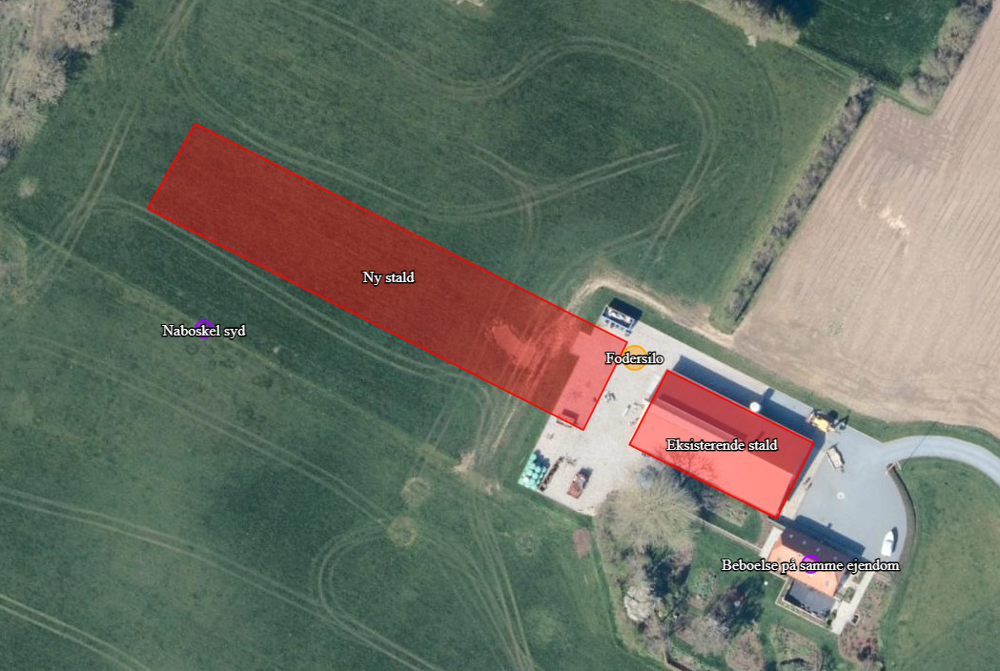 Ny stald
Naboskel syd
Fodersilo
Eksisterende stald
Beboelse på samme ejendom